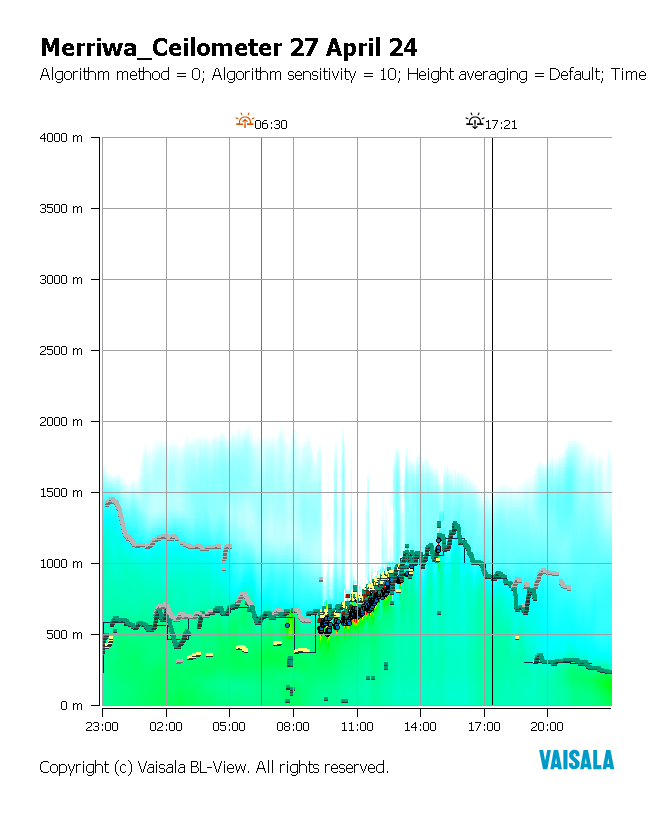 Merriwa_Ceilometer 27 April 24
Algorithm method = 0; Algorithm sensitivity = 10; Height averaging = Default; Time
06:30 17:21
4000 m
3500 m
3000 m
2500 m
2000 m
1500 m
1000 m
500 m
0 m
23:00 02:00 05:00 08:00 11:00 14:00 17:00 20:00
VAISALA
Copyright (c) Vaisala BL-View. All rights reserved.